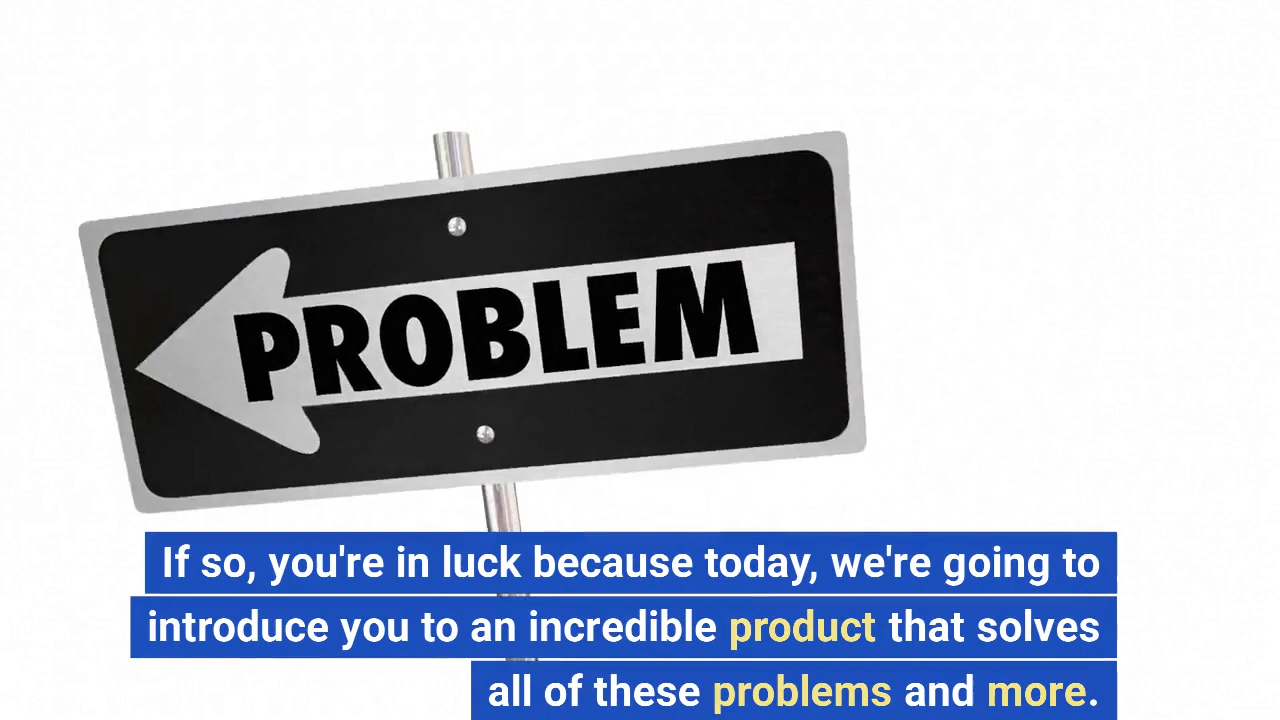 PROBLEM
If so, you're in luck because today, we're going to
introduce you to an incredible product that solves
all of these problems and more.